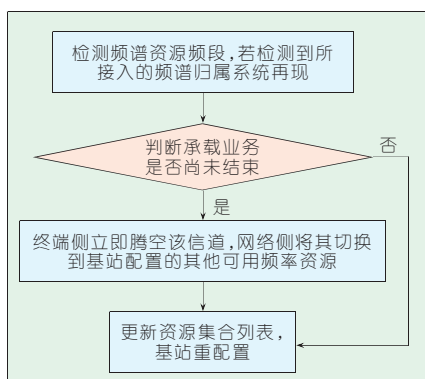 检测频谱资源频段,若检测到所
接入的频谱归属系统再现
判断承载业务
是否尚未结束
否
是
终端侧立即腾空该信道,网络侧将其切换
到基站配置的其他可用频率资源
更新资源集合列表,
基站重配置